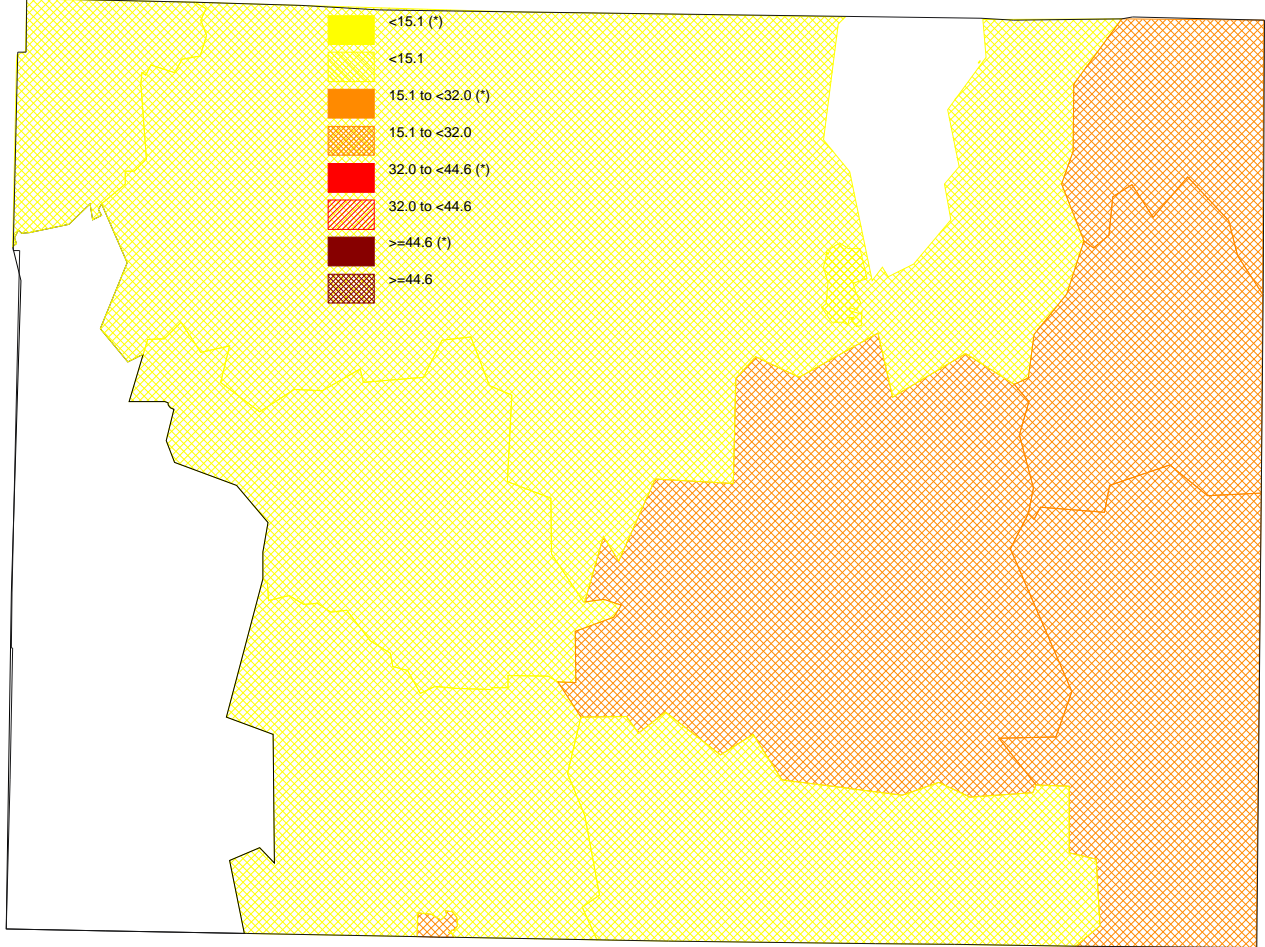 <15.1 (*)
<15.1
15.1 to <32.0 (*)
15.1 to <32.0
32.0 to <44.6 (*)
32.0 to <44.6
>=44.6 (*)
>=44.6